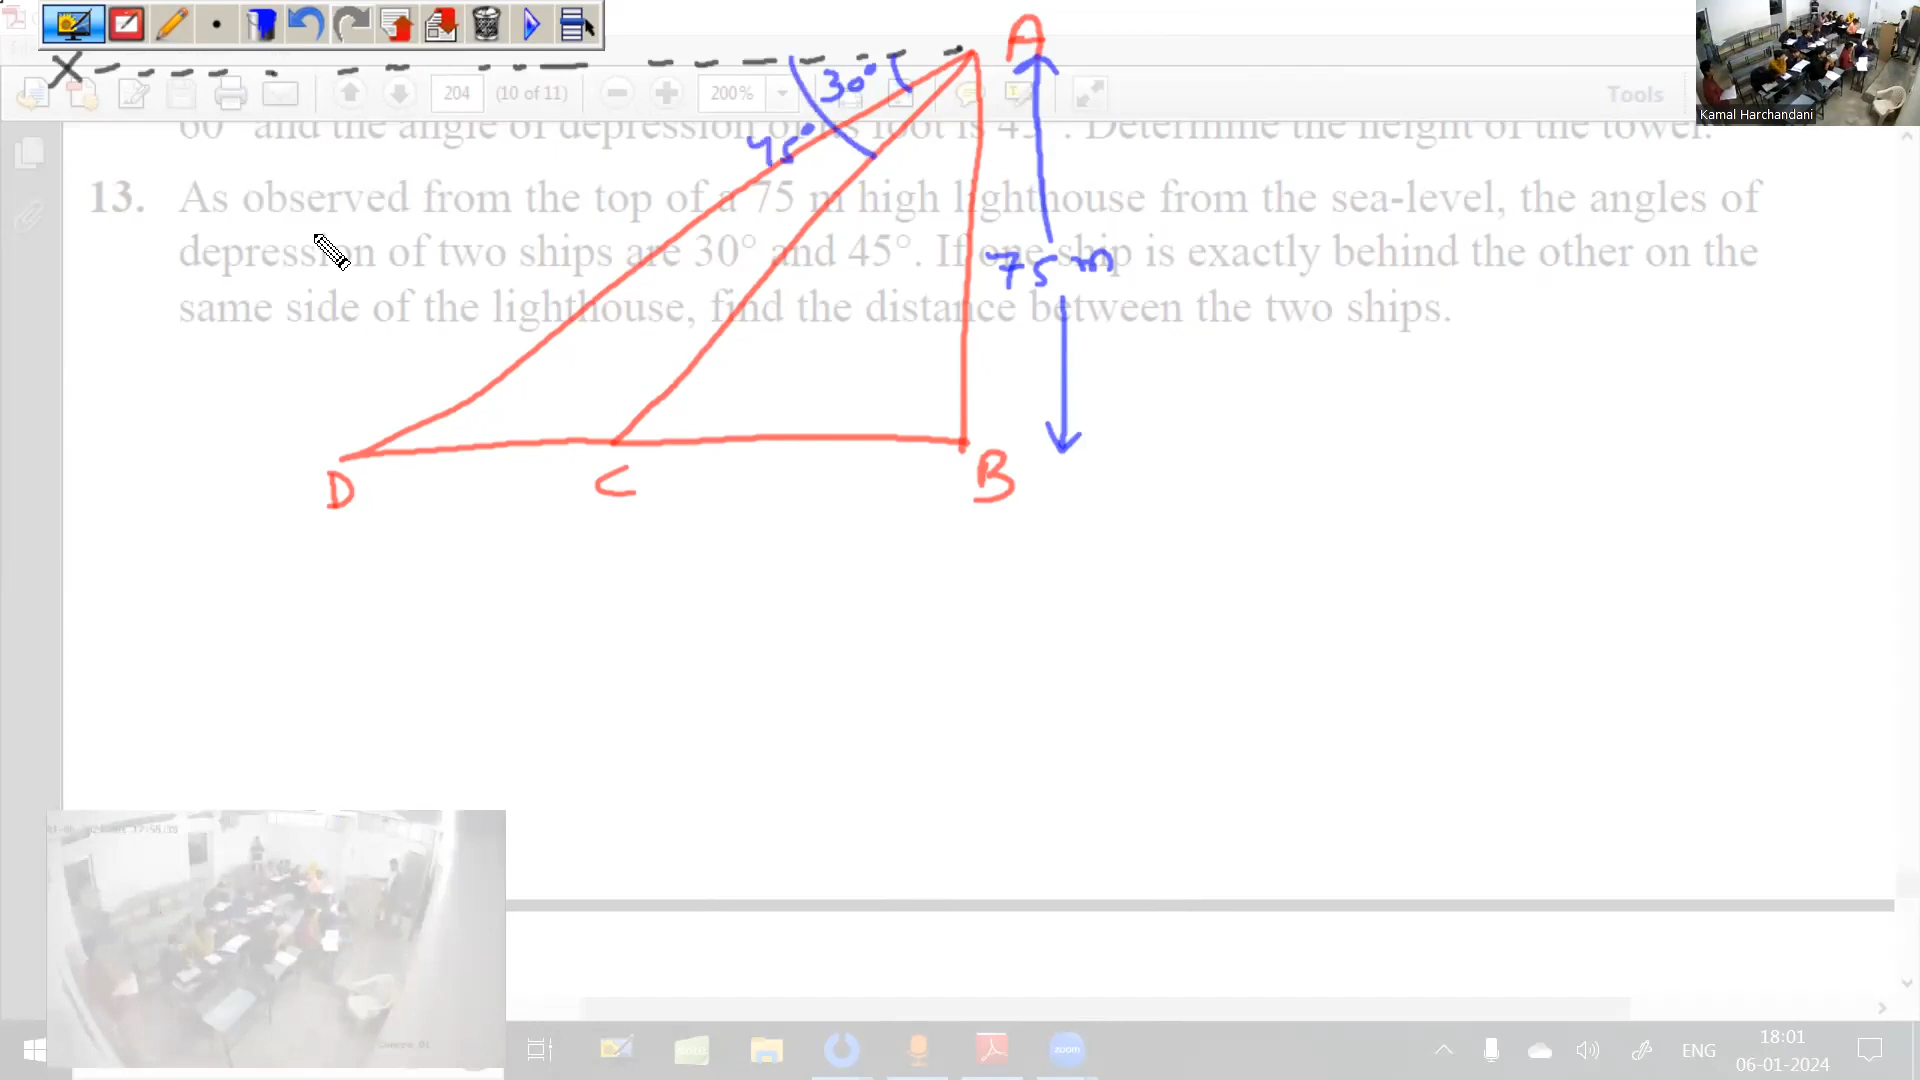 X
A
30°
45°
204 (10 of 11) 200% Tools
Kamal Harchandani
60° and the angle of depression of its foot is 45°. Determine the height of the tower.
13. As observed from the top of a 75 m high lighthouse from the sea-level, the angles of
depression of two ships are 30° and 45°. If one ship is exactly behind the other on the
same side of the lighthouse, find the distance between the two ships.
75 m
D C B
zoom
ENG
18:01
06-01-2024